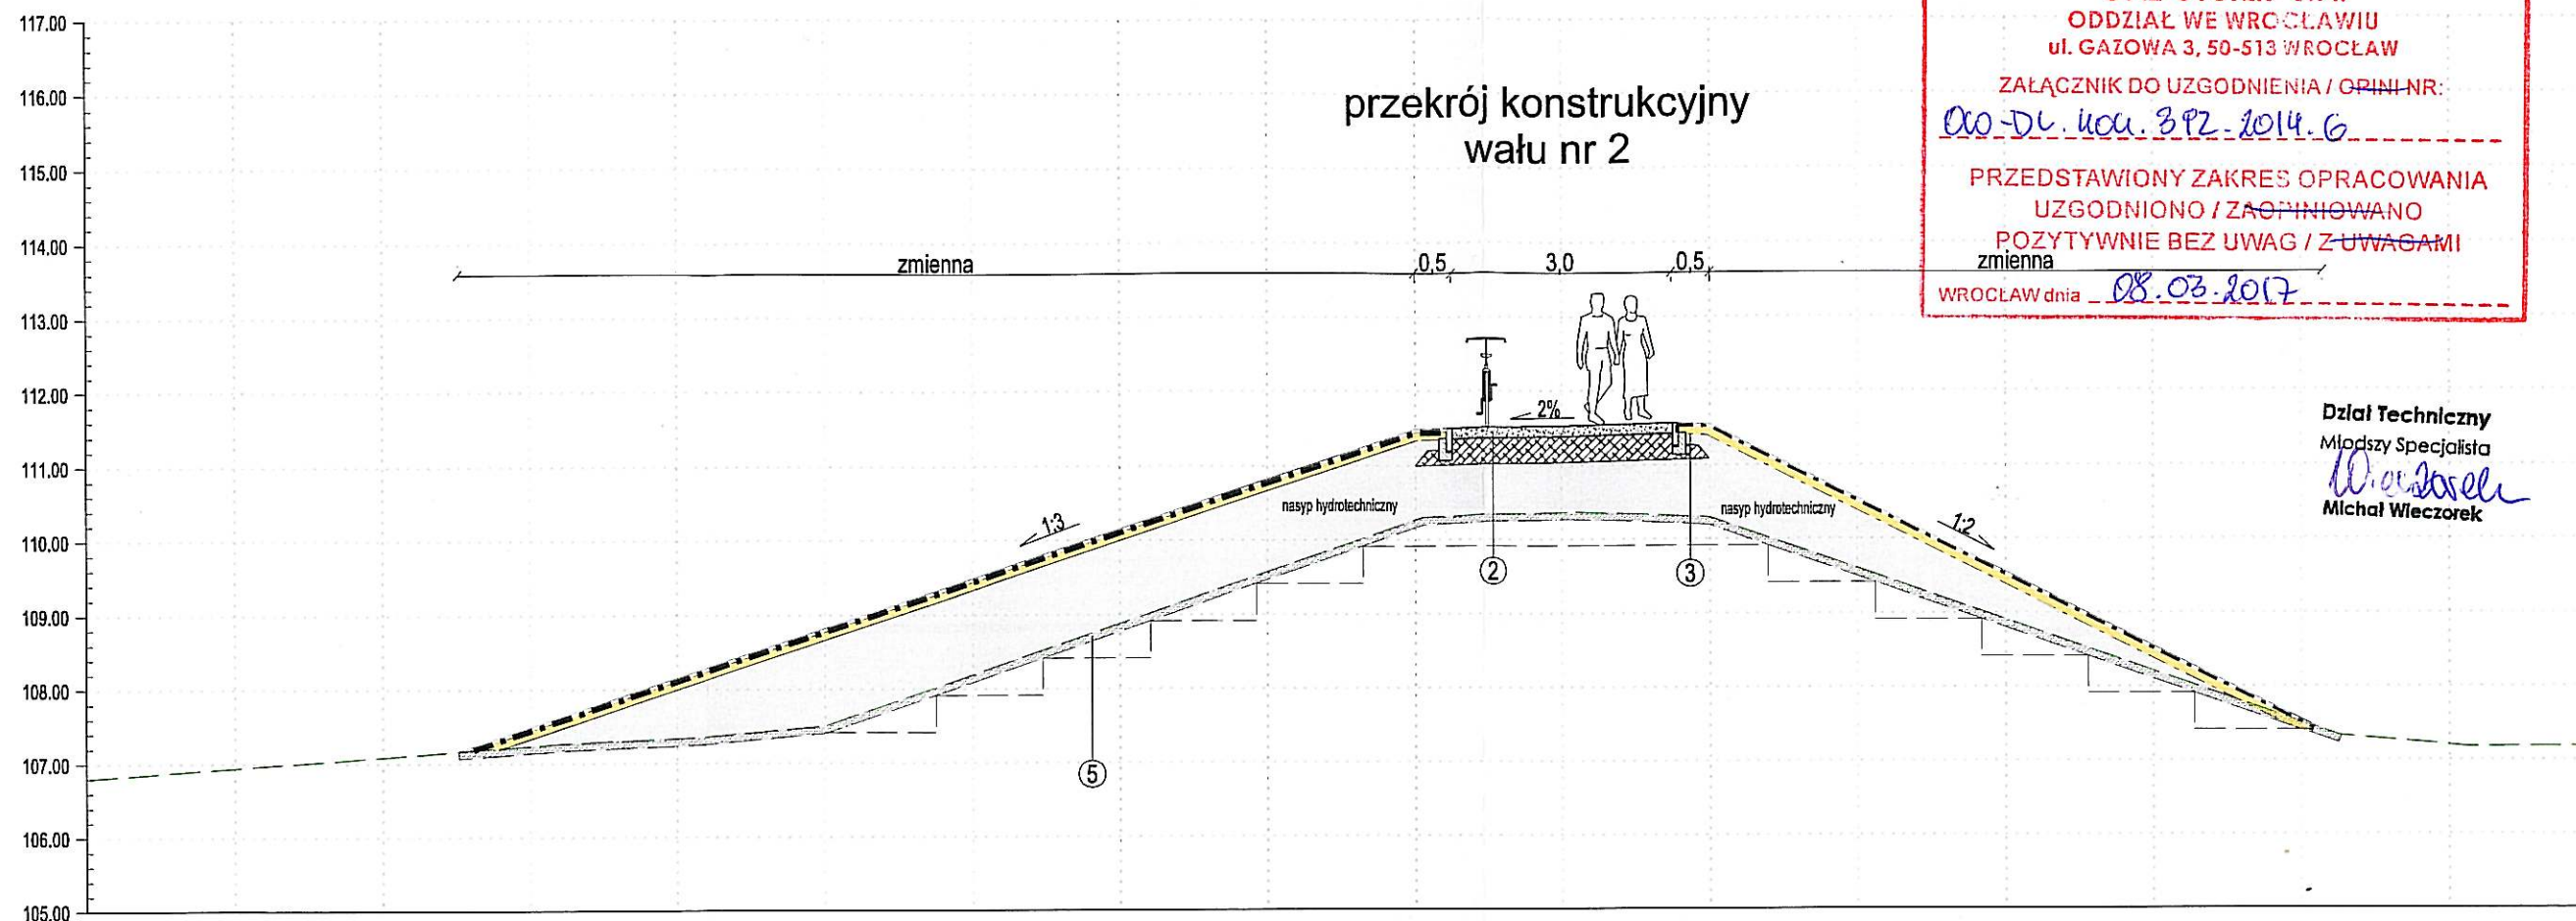 117.00
116.00
115.00
114.00
113.00
112.00
111.00
110.00
109.00
108.00
107.00
106.00
105.00
przekrój konstrukcyjny
wału nr 2
zmienna
0,5
3,0
0,5
zmienna
2%
1:3
1:2
nasyp hydrotechniczny
nasyp hydrotechniczny
2
3
5
ODDZIAŁ WE WROCŁAWIU
ul. GAZOWA 3, 50-513 WROCŁAW
ZAŁĄCZNIK DO UZGODNIENIA / OPINI NR:
PRZEDSTAWIONY ZAKRES OPRACOWANIA
UZGODNIONO / ZAOPINIOWANO
POZYTYWNIE BEZ UWAG / Z UWAGAMI
WROCŁAW dnia 08.03.2017
Dział Techniczny
Młodszy Specjalista
Wieczorek
Michał Wieczorek